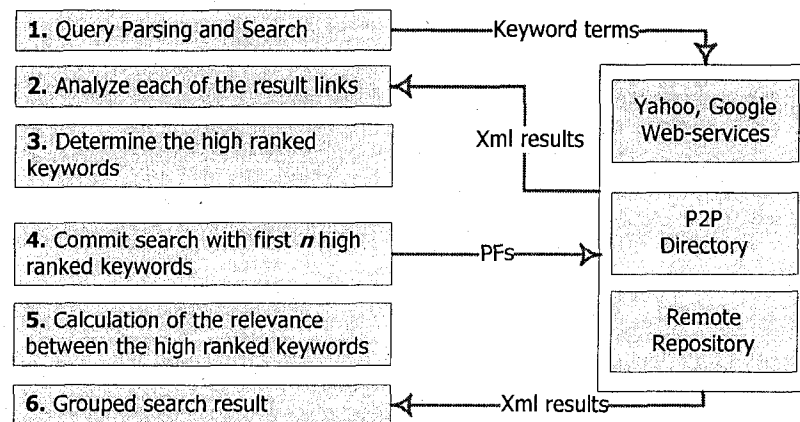 1. Query Parsing and Search
Keyword terms
2. Analyze each of the result links
Yahoo, Google
Web-services
3. Determine the high ranked
keywords
Xml results
P2P
Directory
4. Commit search with first n high
ranked keywords
PFs
5. Calculation of the relevance
between the high ranked keywords
Remote
Repository
6. Grouped search result
Xml results